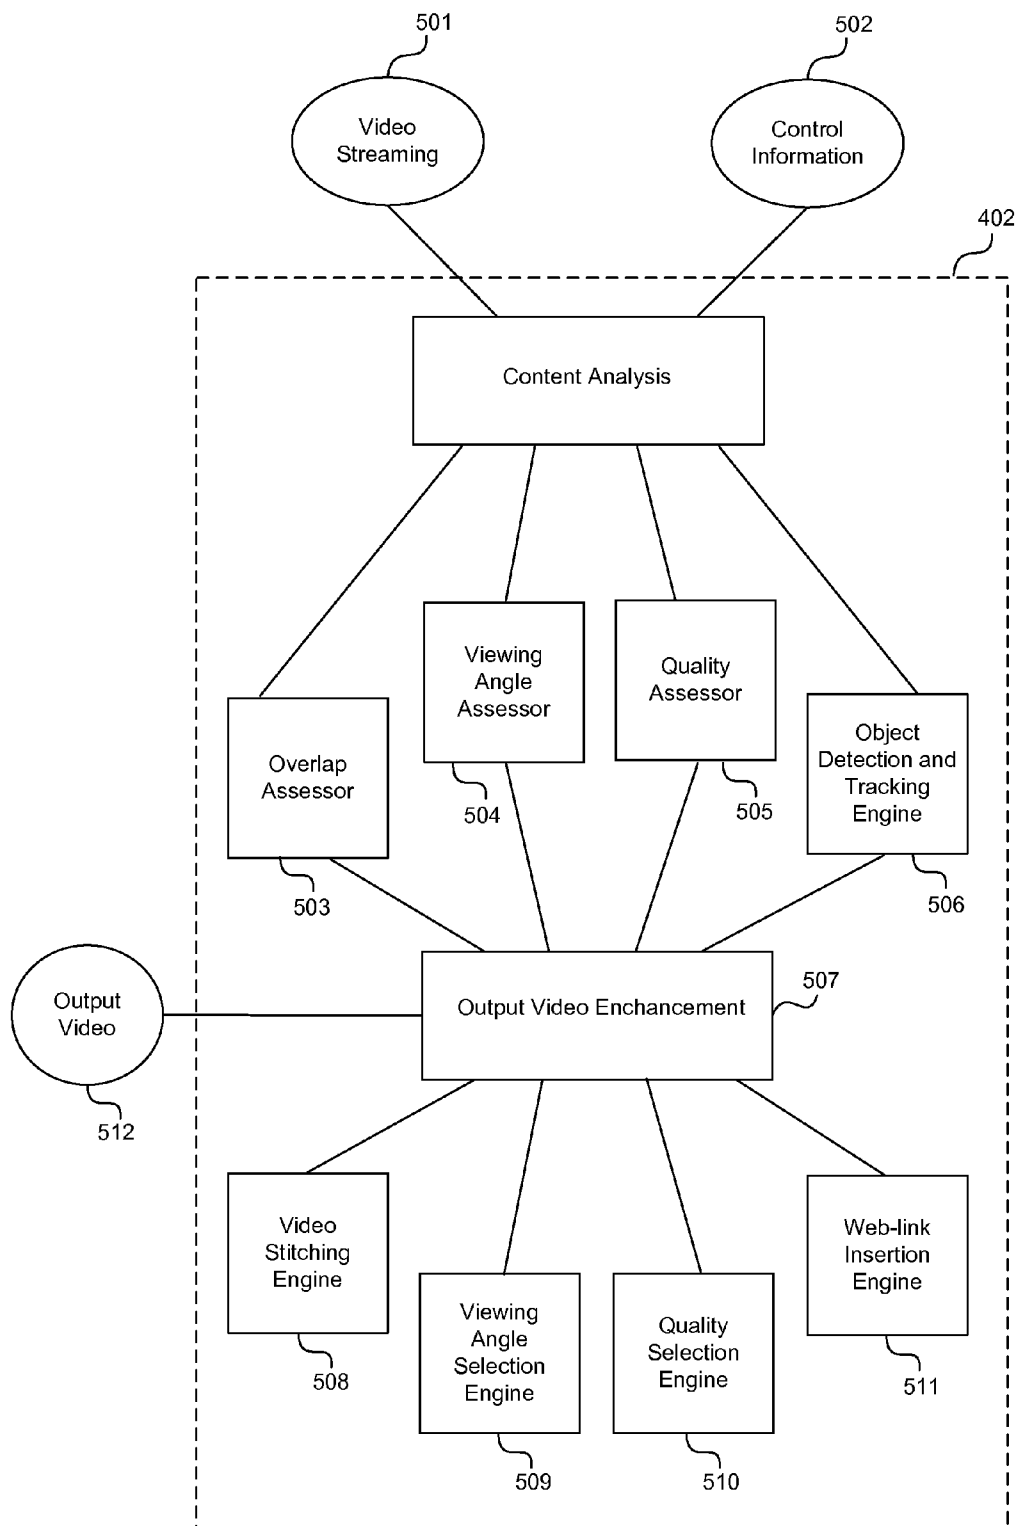 501
502
Video
Streaming
Control
Information
402
Content Analysis
Viewing
Angle
Assessor
Quality
Assessor
Object
Detection and
Tracking
Engine
Overlap
Assessor
504
505
503
506
507
Output
Video
Output Video Enchancement
512
Video
Stitching
Engine
Web-link
Insertion
Engine
Viewing
Angle
Selection
Engine
Quality
Selection
Engine
508
511
509
510